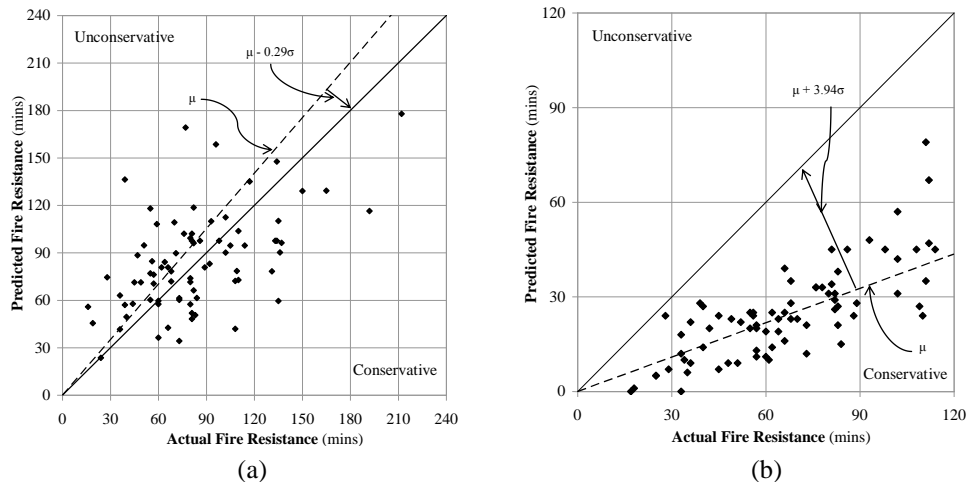 240
210
180
150
120
90
60
30
0
Predicted Fire Resistance (mins)
Unconservative
μ - 0.29σ
μ
Conservative
0 30 60 90 120 150 180 210 240
Actual Fire Resistance (mins)
(a)
120
90
60
30
0
Predicted Fire Resistance (mins)
Unconservative
μ + 3.94σ
μ
Conservative
0 30 60 90 120
Actual Fire Resistance (mins)
(b)